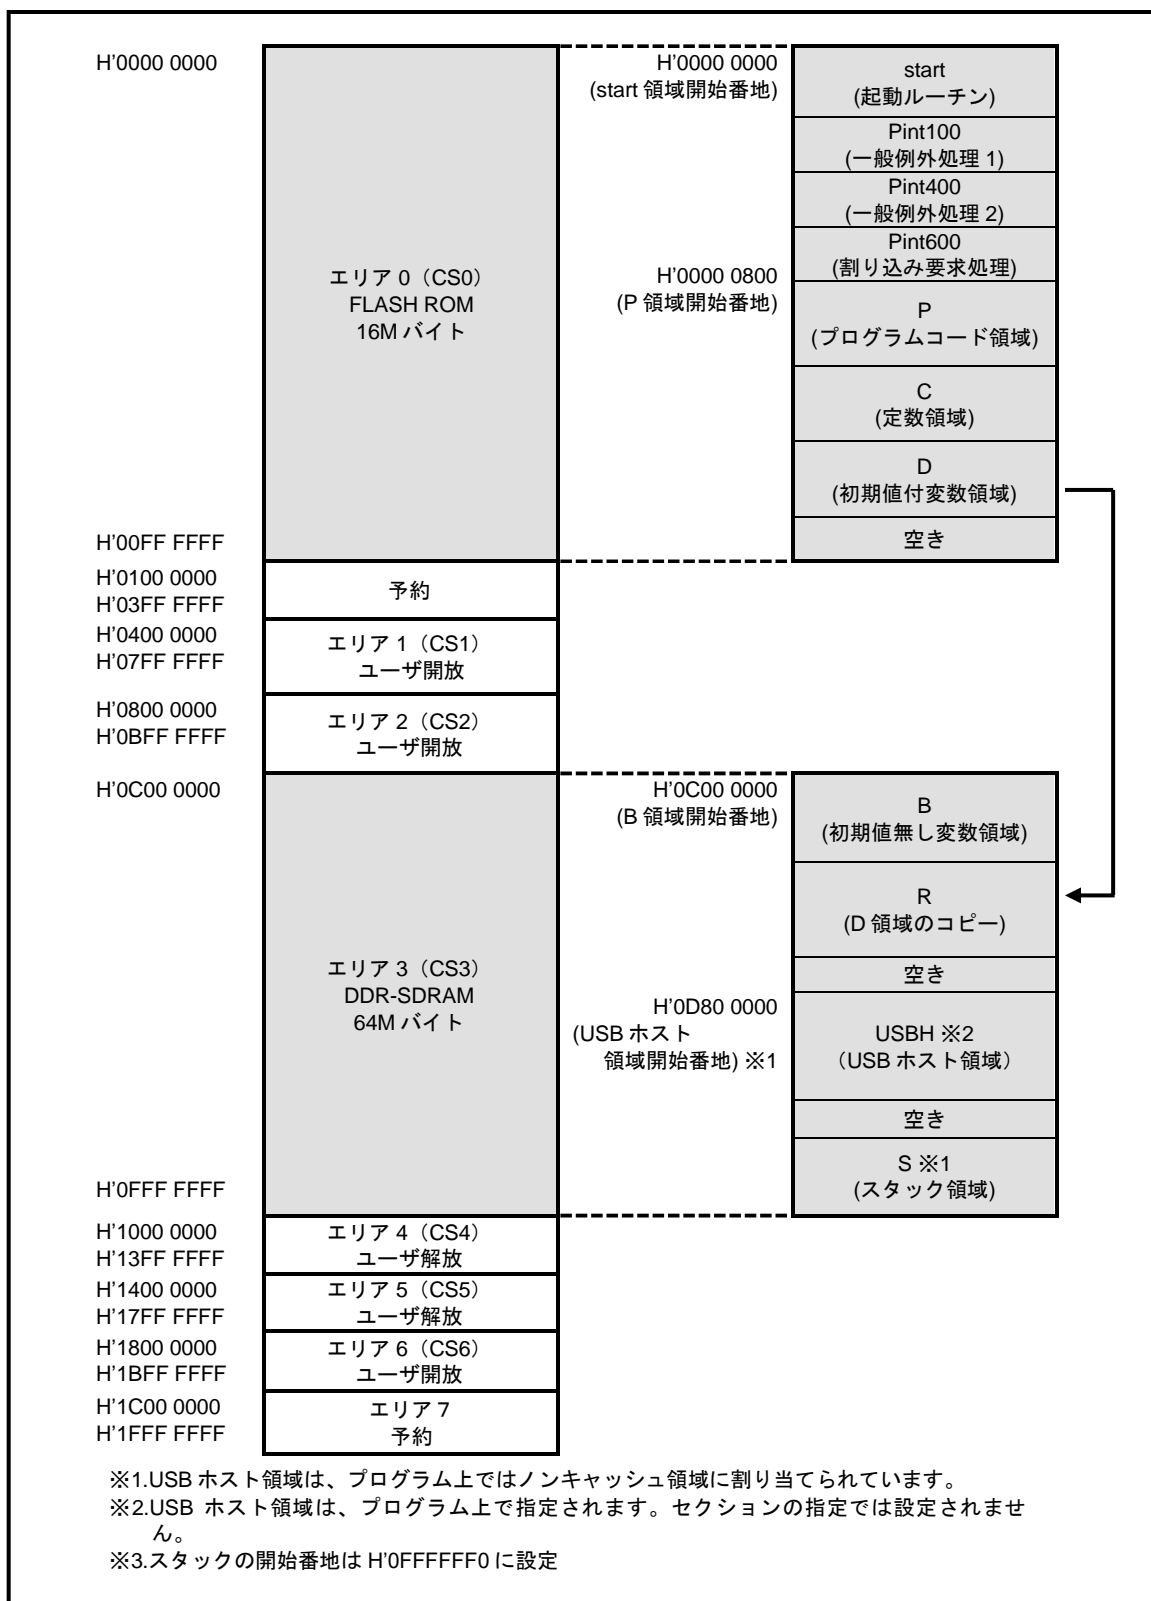 H'0000 0000
エリア 0（CS0）
FLASH ROM
16M バイト
H'00FF FFFF
H'0000 0000
(start 領域開始番地)
H'0000 0800
(P 領域開始番地)
start
(起動ルーチン)
Pint100
(一般例外処理 1)
Pint400
(一般例外処理 2)
Pint600
(割り込み要求処理)
P
(プログラムコード領域)
C
(定数領域)
D
(初期値付変数領域)
空き
H'0100 0000
H'03FF FFFF
予約
H'0400 0000
H'07FF FFFF
エリア 1（CS1）
ユーザ開放
H'0800 0000
H'0BFF FFFF
エリア 2（CS2）
ユーザ開放
H'0C00 0000
エリア 3（CS3）
DDR-SDRAM
64M バイト
H'0FFF FFFF
H'0C00 0000
(B 領域開始番地)
H'0D80 0000
(USB ホスト
領域開始番地) ※1
B
(初期値無し変数領域)
R
(D 領域のコピー)
空き
USBH ※2
（USB ホスト領域）
空き
S ※1
(スタック領域)
H'1000 0000
H'13FF FFFF
エリア 4（CS4）
ユーザ解放
H'1400 0000
H'17FF FFFF
エリア 5（CS5）
ユーザ解放
H'1800 0000
H'1BFF FFFF
エリア 6（CS6）
ユーザ開放
H'1C00 0000
H'1FFF FFFF
エリア 7
予約
※1.USB ホスト領域は、プログラム上ではノンキャッシュ領域に割り当てられています。
※2.USB ホスト領域は、プログラム上で指定されます。セクションの指定では設定されませ
ん。
※3.スタックの開始番地は H'0FFFFFF0 に設定